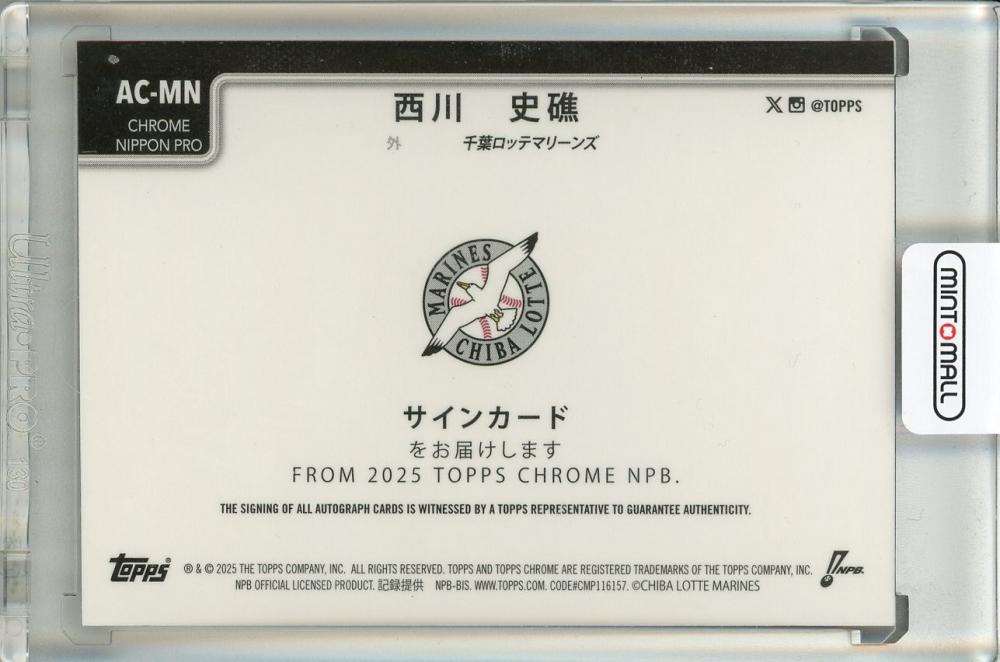 AC-MN
CHROME
NIPPON PRO
西川 史礁
外 千葉ロッテマリーンズ
@TOPPS
MARINES
CHIBA LOTTE
サインカード
をお届けします
FROM 2025 TOPPS CHROME NPB.
THE SIGNING OF ALL AUTOGRAPH CARDS IS WITNESSED BY A TOPPS REPRESENTATIVE TO GUARANTEE AUTHENTICITY.
topps® ® & © 2025 THE TOPPS COMPANY, INC. ALL RIGHTS RESERVED. TOPPS AND TOPPS CHROME ARE REGISTERED TRADEMARKS OF THE TOPPS COMPANY, INC.
NPB OFFICIAL LICENSED PRODUCT. 記録提供 NPB-BIS. WWW.TOPPS.COM. CODE#CMP116157. ©CHIBA LOTTE MARINES
NPB.
MINT MALL
Ultra·PRO® 130